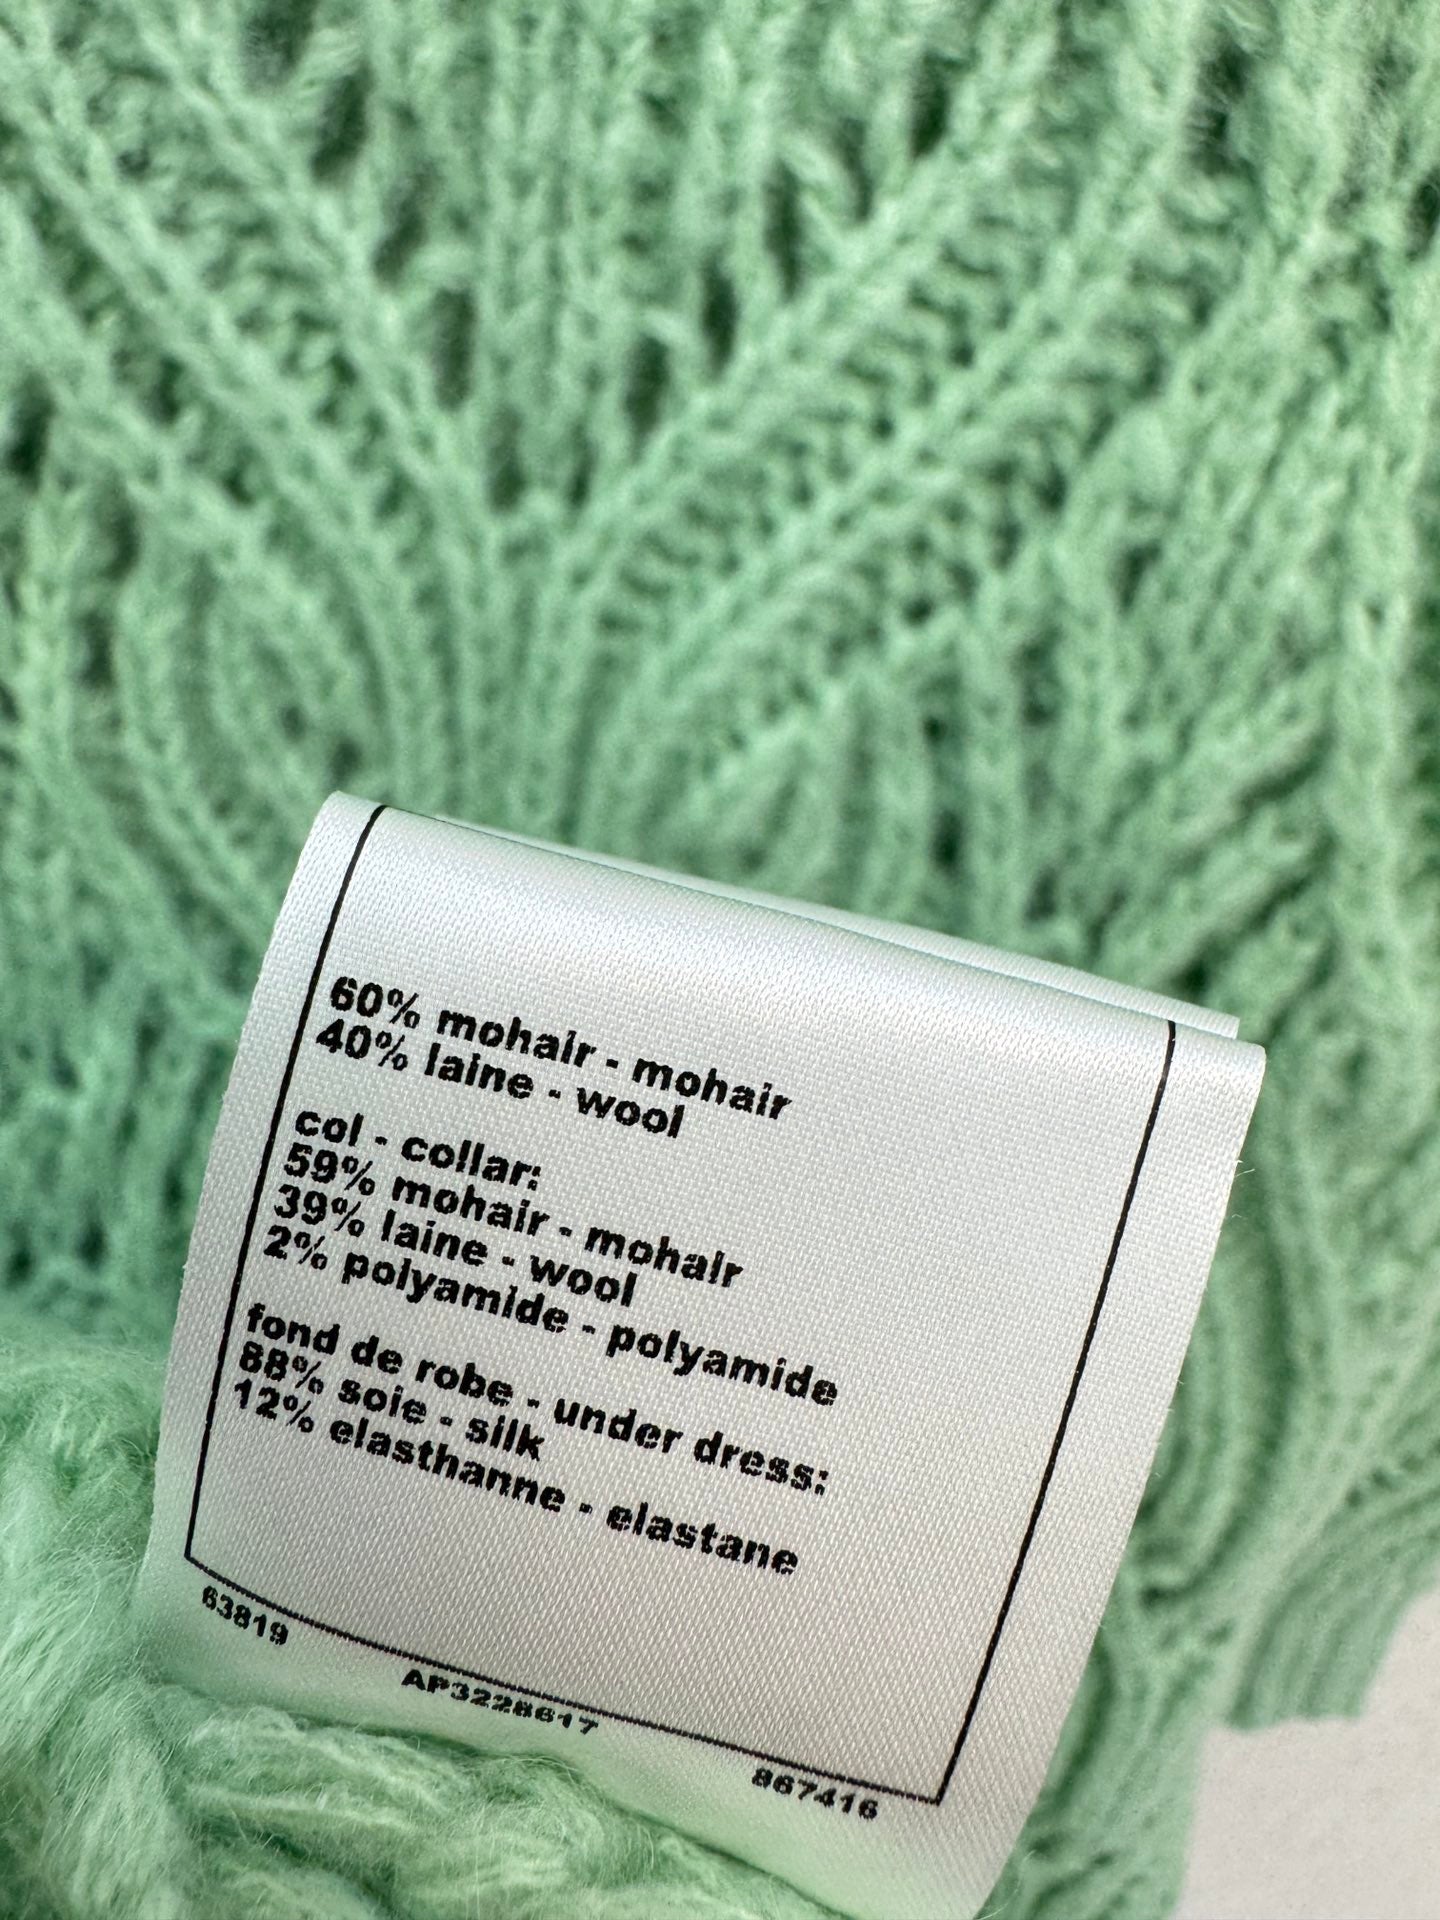 60% mohair - mohair
40% laine - wool
col - collar:
59% mohair - mohair
39% laine - wool
2% polyamide - polyamide
fond de robe - under dress:
88% soie - silk
12% elasthanne - elastane
63819
AP3228617
867416